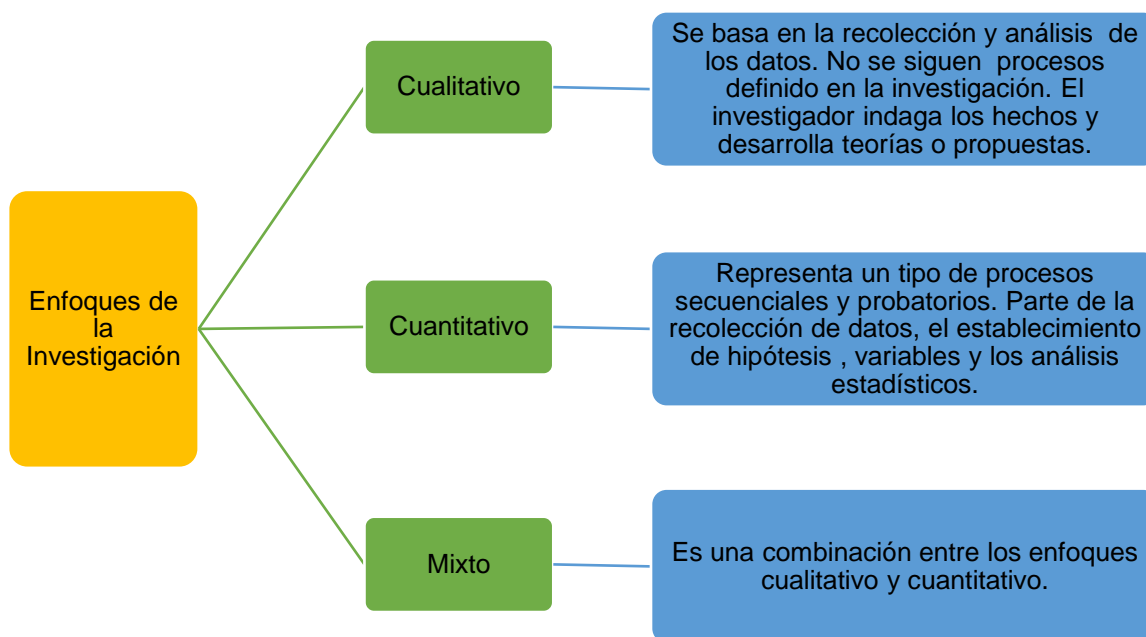 Enfoques de
la
Investigación
Cualitativo
Se basa en la recolección y análisis de
los datos. No se siguen procesos
definido en la investigación. El
investigador indaga los hechos y
desarrolla teorías o propuestas.
Cuantitativo
Representa un tipo de procesos
secuenciales y probatorios. Parte de la
recolección de datos, el establecimiento
de hipótesis , variables y los análisis
estadísticos.
Mixto
Es una combinación entre los enfoques
cualitativo y cuantitativo.